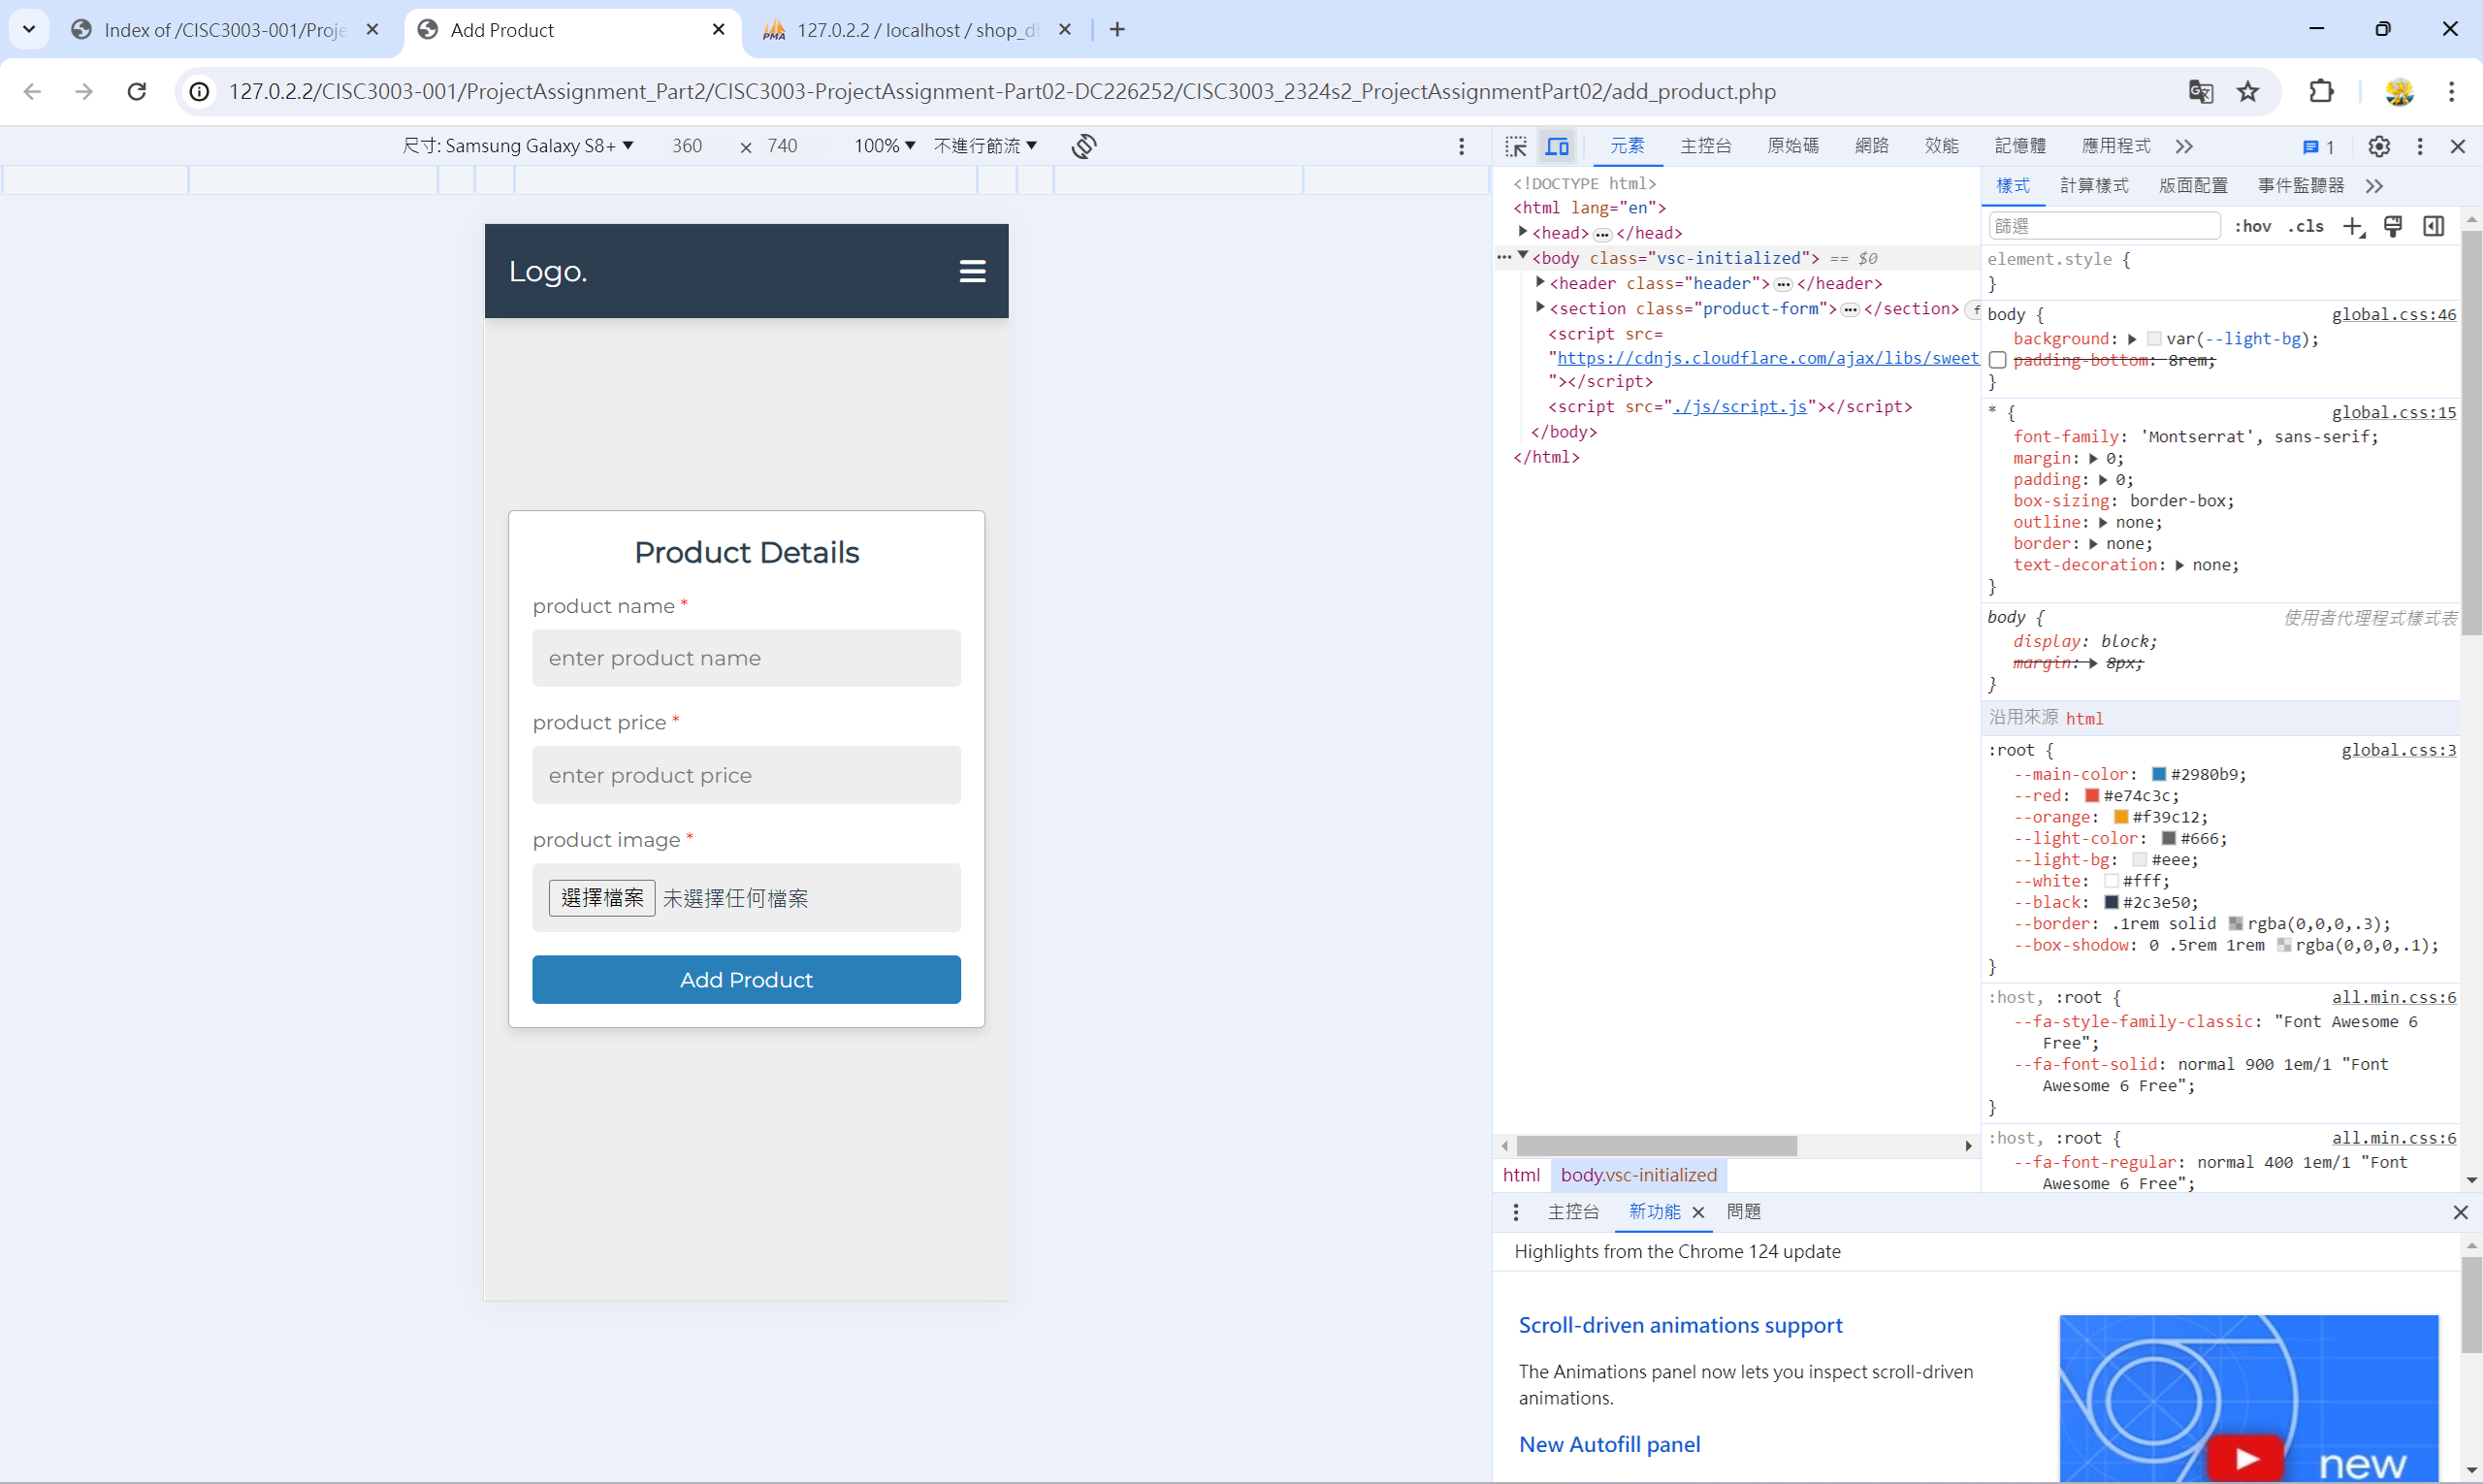 Index of /CISC3003-001/Proje
Add Product
127.0.2.2 / localhost / shop_d
127.0.2.2/CISC3003-001/ProjectAssignment_Part2/CISC3003-ProjectAssignment-Part02-DC226252/CISC3003_2324s2_ProjectAssignmentPart02/add_product.php
尺寸: Samsung Galaxy S8+ ▼ 360 × 740 100% ▼ 不進行節流 ▼
Logo.
Product Details
product name *
enter product name
product price *
enter product price
product image *
選擇檔案 未選擇任何檔案
Add Product
元素 主控台 原始碼 網路 效能 記憶體 應用程式 1
<!DOCTYPE html>
<html lang="en">
<head> … </head>
<body class="vsc-initialized"> == $0
<header class="header"> … </header>
<section class="product-form"> … </section>
<script src=
"https://cdnjs.cloudflare.com/ajax/libs/sweet
"></script>
<script src="./js/script.js"></script>
</body>
</html>
html body.vsc-initialized
樣式 計算樣式 版面配置 事件監聽器
篩選 :hov .cls
element.style {
}
body { global.css:46
background: var(--light-bg);
padding-bottom: 8rem;
}
* { global.css:15
font-family: 'Montserrat', sans-serif;
margin: 0;
padding: 0;
box-sizing: border-box;
outline: none;
border: none;
text-decoration: none;
}
body { 使用者代理程式樣式表
display: block;
margin: 8px;
}
沿用來源 html
:root { global.css:3
--main-color: #2980b9;
--red: #e74c3c;
--orange: #f39c12;
--light-color: #666;
--light-bg: #eee;
--white: #fff;
--black: #2c3e50;
--border: .1rem solid rgba(0,0,0,.3);
--box-shodow: 0 .5rem 1rem rgba(0,0,0,.1);
}
:host, :root { all.min.css:6
--fa-style-family-classic: "Font Awesome 6
Free";
--fa-font-solid: normal 900 1em/1 "Font
Awesome 6 Free";
}
:host, :root { all.min.css:6
--fa-font-regular: normal 400 1em/1 "Font
Awesome 6 Free";
主控台 新功能 問題
Highlights from the Chrome 124 update
Scroll-driven animations support
The Animations panel now lets you inspect scroll-driven
animations.
New Autofill panel
new